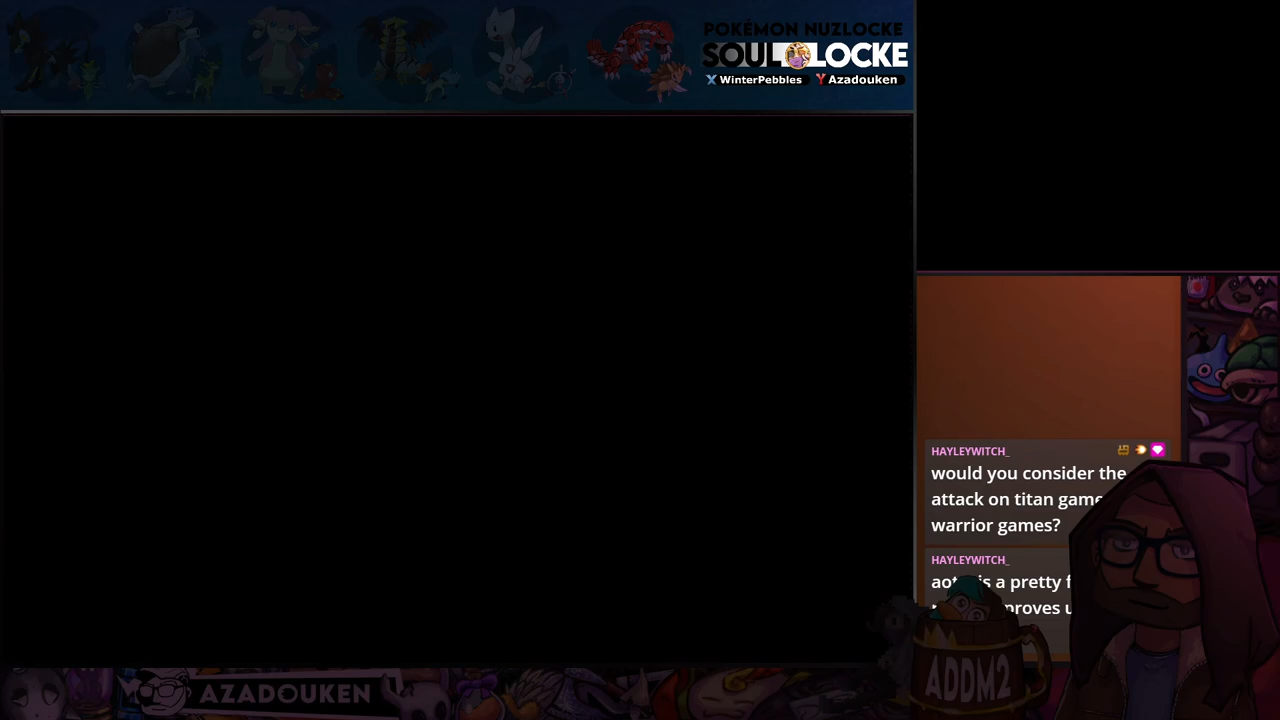 POKÉMON NUZLOCKE
SOUL LOCKE
WinterPebbles Azadouken
HAYLEYWITCH_
would you consider the
attack on titan game
warrior games?
HAYLEYWITCH_
is a pretty
ADDM2
AZADOUKEN